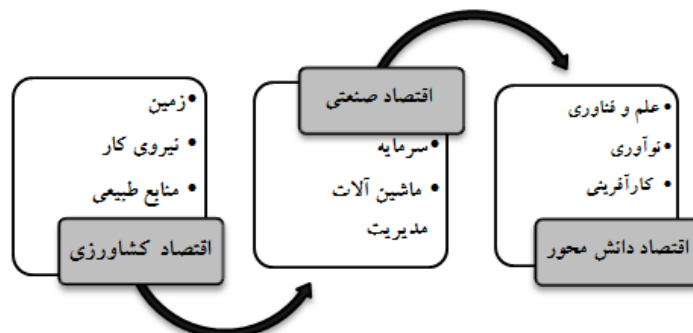 •زمین
• نیروی کار
• منابع طبیعی
اقتصاد کشاورزی
اقتصاد صنعتی
•سرمایه
• ماشین آلات
مدیریت
• علم و فناوری
•نوآوری
• کارآفرینی
اقتصاد دانش محور